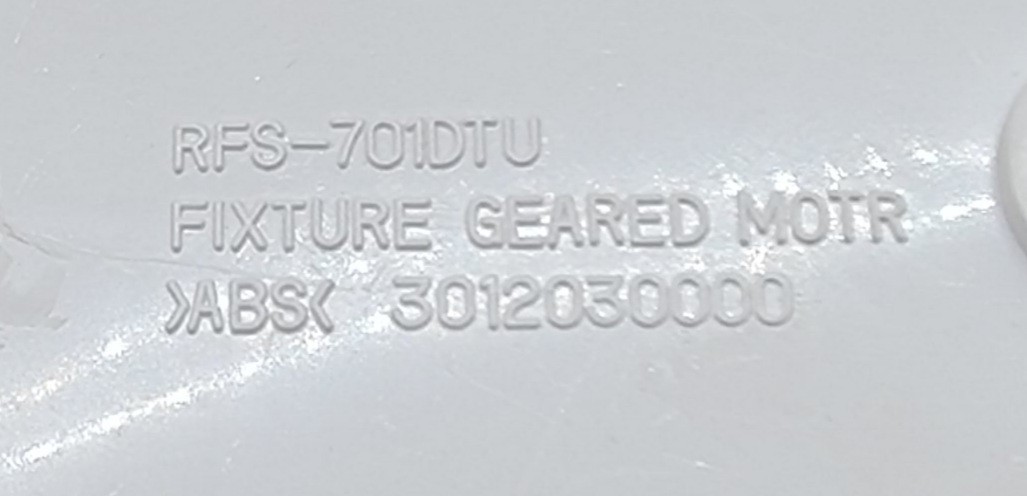 RFS-701DTU
FIXTURE GEARED MOTR
>ABS< 3012030000